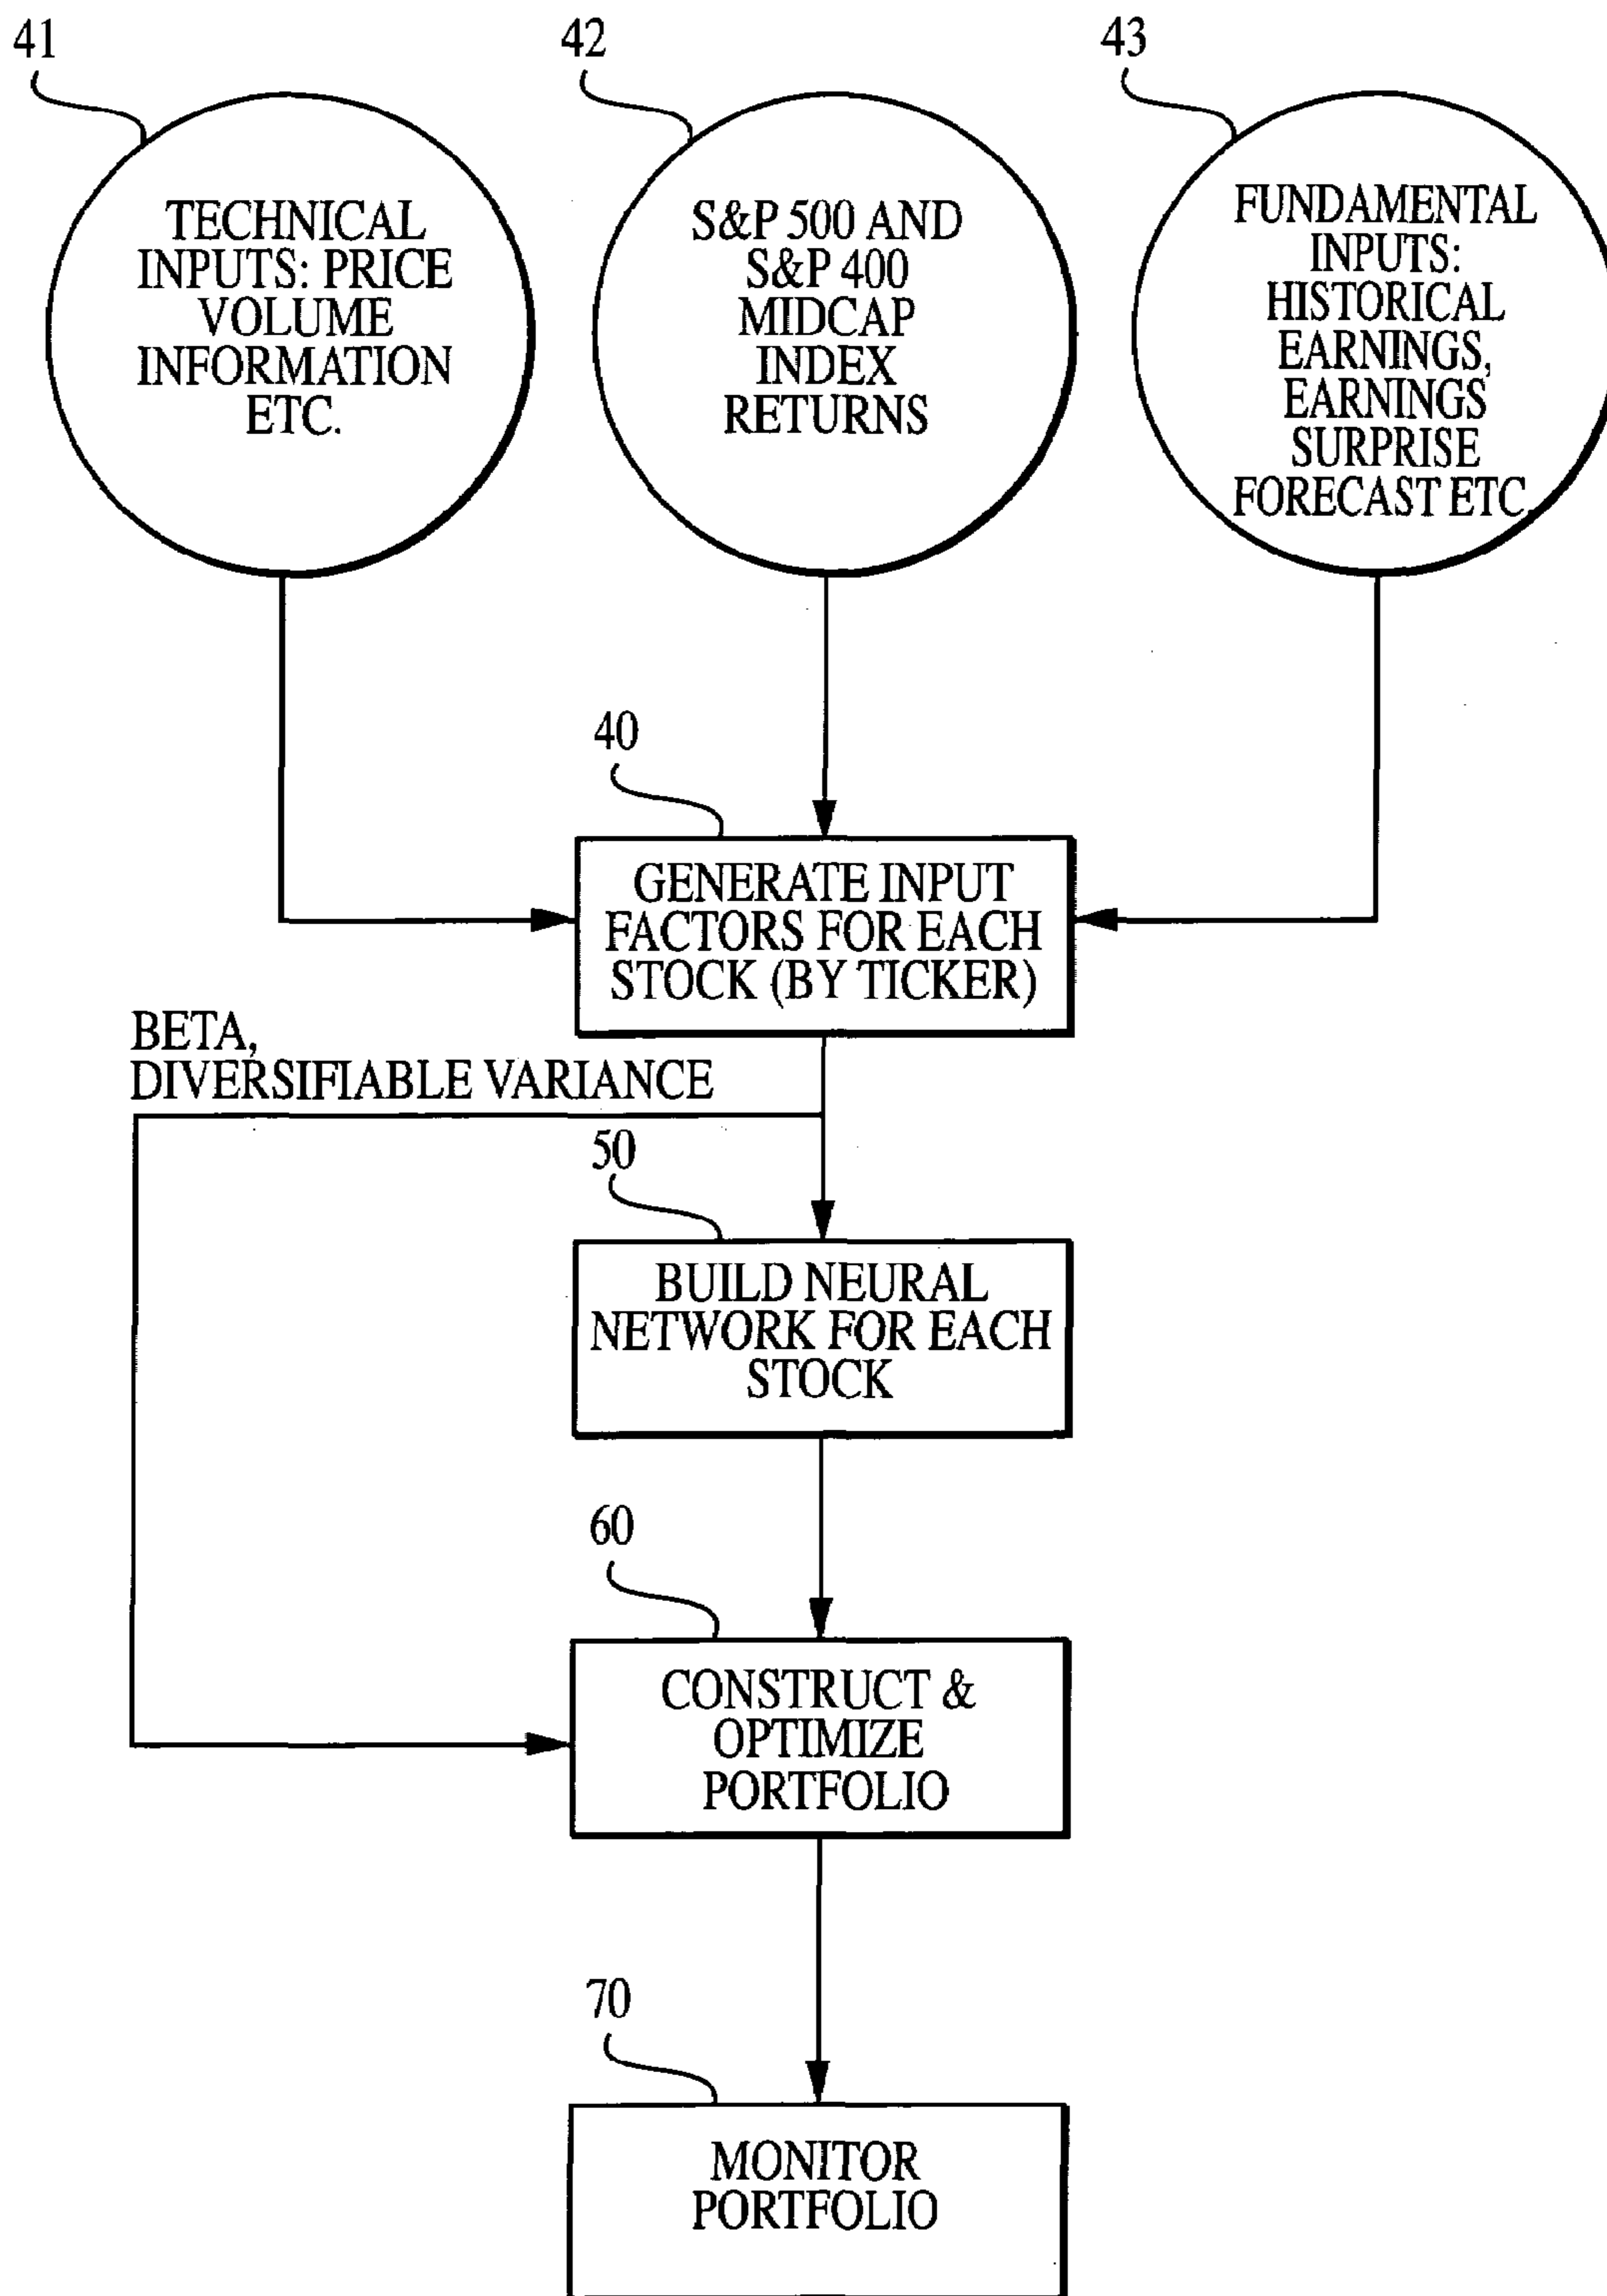 41
42
43
TECHNICAL
INPUTS: PRICE
VOLUME
INFORMATION
ETC.
S&P 500 AND
S&P 400
MIDCAP
INDEX
RETURNS
FUNDAMENTAL
INPUTS:
HISTORICAL
EARNINGS,
EARNINGS
SURPRISE
FORECAST ETC.
40
GENERATE INPUT
FACTORS FOR EACH
STOCK (BY TICKER)
BETA,
DIVERSIFIABLE VARIANCE
50
BUILD NEURAL
NETWORK FOR EACH
STOCK
60
CONSTRUCT &
OPTIMIZE
PORTFOLIO
70
MONITOR
PORTFOLIO